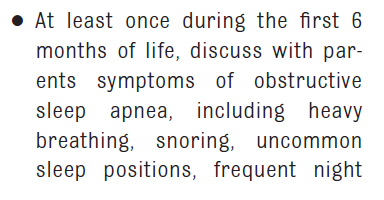 ● At least once during the first 6
months of life, discuss with par-
ents symptoms of obstructive
sleep apnea, including heavy
breathing, snoring, uncommon
sleep positions, frequent night